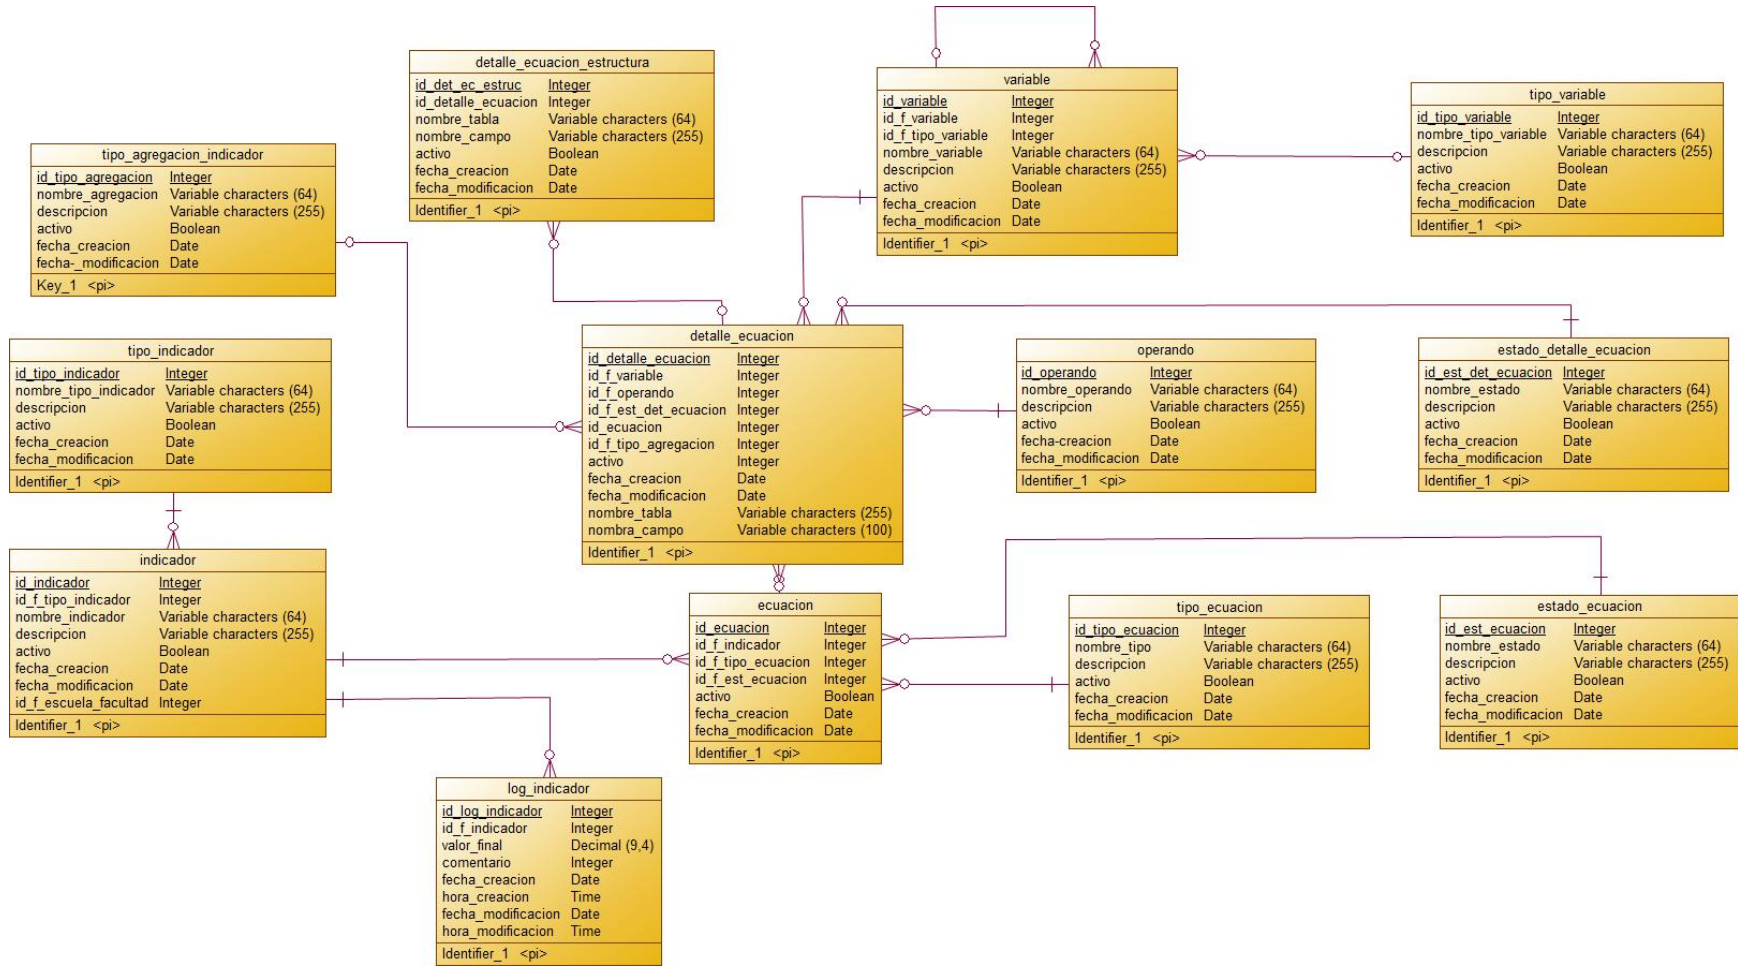 detalle_ecuacion_estructura
id_det_ec_estruc Integer
id_detalle_ecuacion Integer
nombre_tabla Variable characters (64)
nombre_campo Variable characters (255)
activo Boolean
fecha_creacion Date
fecha_modificacion Date
Identifier_1 <pi>
variable
id_variable Integer
id_f_variable Integer
id_f_tipo_variable Integer
nombre_variable Variable characters (64)
descripcion Variable characters (255)
activo Boolean
fecha_creacion Date
fecha_modificacion Date
Identifier_1 <pi>
tipo_variable
id_tipo_variable Integer
nombre_tipo_variable Variable characters (64)
descripcion Variable characters (255)
activo Boolean
fecha_creacion Date
fecha_modificacion Date
Identifier_1 <pi>
tipo_agregacion_indicador
id_tipo_agregacion Integer
nombre_agregacion Variable characters (64)
descripcion Variable characters (255)
activo Boolean
fecha_creacion Date
fecha-_modificacion Date
Key_1 <pi>
tipo_indicador
id_tipo_indicador Integer
nombre_tipo_indicador Variable characters (64)
descripcion Variable characters (255)
activo Boolean
fecha_creacion Date
fecha_modificacion Date
Identifier_1 <pi>
detalle_ecuacion
id_detalle_ecuacion Integer
id_f_variable Integer
id_f_operando Integer
id_f_est_det_ecuacion Integer
id_ecuacion Integer
id_f_tipo_agregacion Integer
activo Integer
fecha_creacion Date
fecha_modificacion Date
nombre_tabla Variable characters (255)
nombra_campo Variable characters (100)
Identifier_1 <pi>
operando
id_operando Integer
nombre_operando Variable characters (64)
descripcion Variable characters (255)
activo Boolean
fecha-creacion Date
fecha_modificacion Date
Identifier_1 <pi>
estado_detalle_ecuacion
id_est_det_ecuacion Integer
nombre_estado Variable characters (64)
descripcion Variable characters (255)
activo Boolean
fecha_creacion Date
fecha_modificacion Date
Identifier_1 <pi>
indicador
id_indicador Integer
id_f_tipo_indicador Integer
nombre_indicador Variable characters (64)
descripcion Variable characters (255)
activo Boolean
fecha_creacion Date
fecha_modificacion Date
id_f_escuela_facultad Integer
Identifier_1 <pi>
ecuacion
id_ecuacion Integer
id_f_indicador Integer
id_f_tipo_ecuacion Integer
id_f_est_ecuacion Integer
activo Boolean
fecha_creacion Date
fecha_modificacion Date
Identifier_1 <pi>
tipo_ecuacion
id_tipo_ecuacion Integer
nombre_tipo Variable characters (64)
descripcion Variable characters (255)
activo Boolean
fecha_creacion Date
fecha_modificacion Date
Identifier_1 <pi>
estado_ecuacion
id_est_ecuacion Integer
nombre_estado Variable characters (64)
descripcion Variable characters (255)
activo Boolean
fecha_creacion Date
fecha_modificacion Date
Identifier_1 <pi>
log_indicador
id_log_indicador Integer
id_f_indicador Integer
valor_final Decimal (9,4)
comentario Integer
fecha_creacion Date
hora_creacion Time
fecha_modificacion Date
hora_modificacion Time
Identifier_1 <pi>